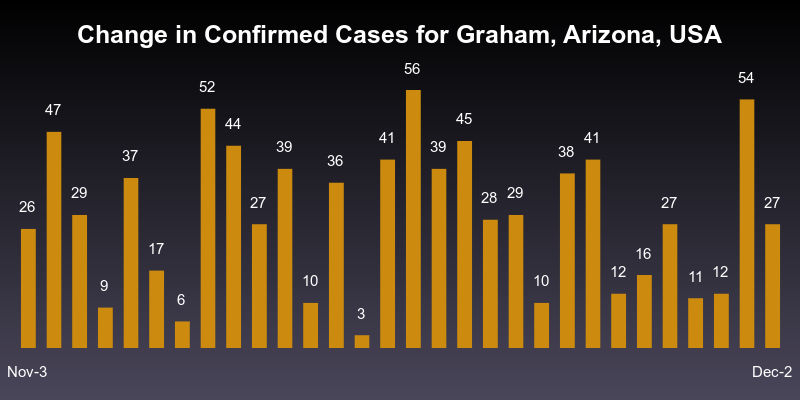 Change in Confirmed Cases for Graham, Arizona, USA
26 47 29 9 37 17 6 52 44 27 39 10 36 3 41 56 39 45 28 29 10 38 41 12 16 27 11 12 54 27
Nov-3 Dec-2